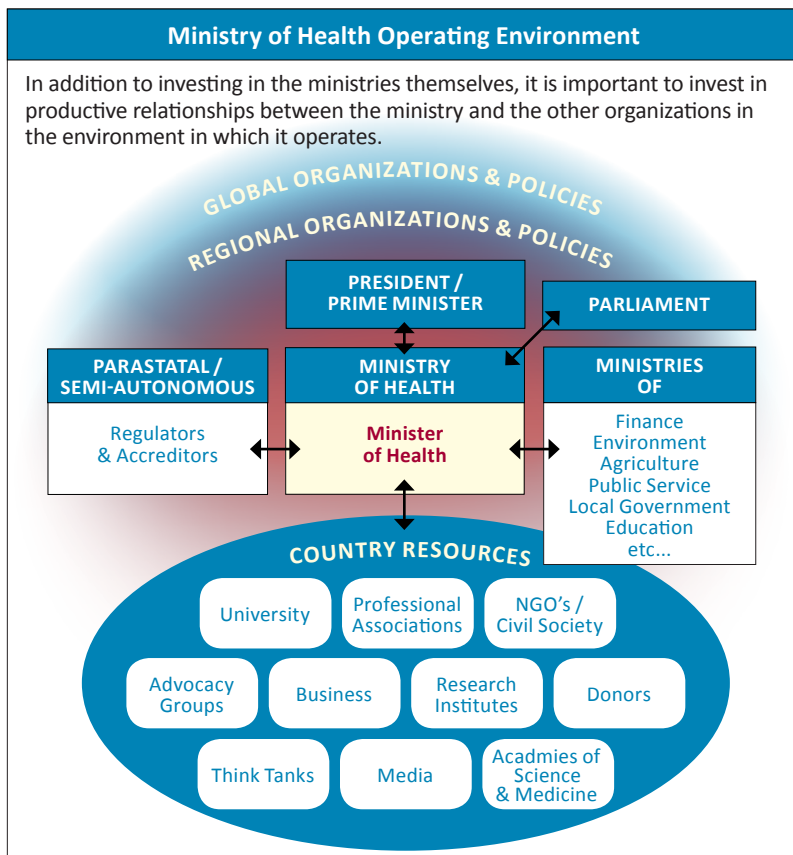 Ministry of Health Operating Environment
In addition to investing in the ministries themselves, it is important to invest in
productive relationships between the ministry and the other organizations in
the environment in which it operates.
GLOBAL ORGANIZATIONS & POLICIES
REGIONAL ORGANIZATIONS & POLICIES
PRESIDENT /
PRIME MINISTER
PARLIAMENT
PARASTATAL /
SEMI-AUTONOMOUS
Regulators
& Accreditors
MINISTRY
OF HEALTH
Minister
of Health
MINISTRIES
OF
Finance
Environment
Agriculture
Public Service
Local Government
Education
etc...
COUNTRY RESOURCES
University
Professional
Associations
NGO's /
Civil Society
Advocacy
Groups
Business
Research
Institutes
Donors
Think Tanks
Media
Acadmies of
Science
& Medicine